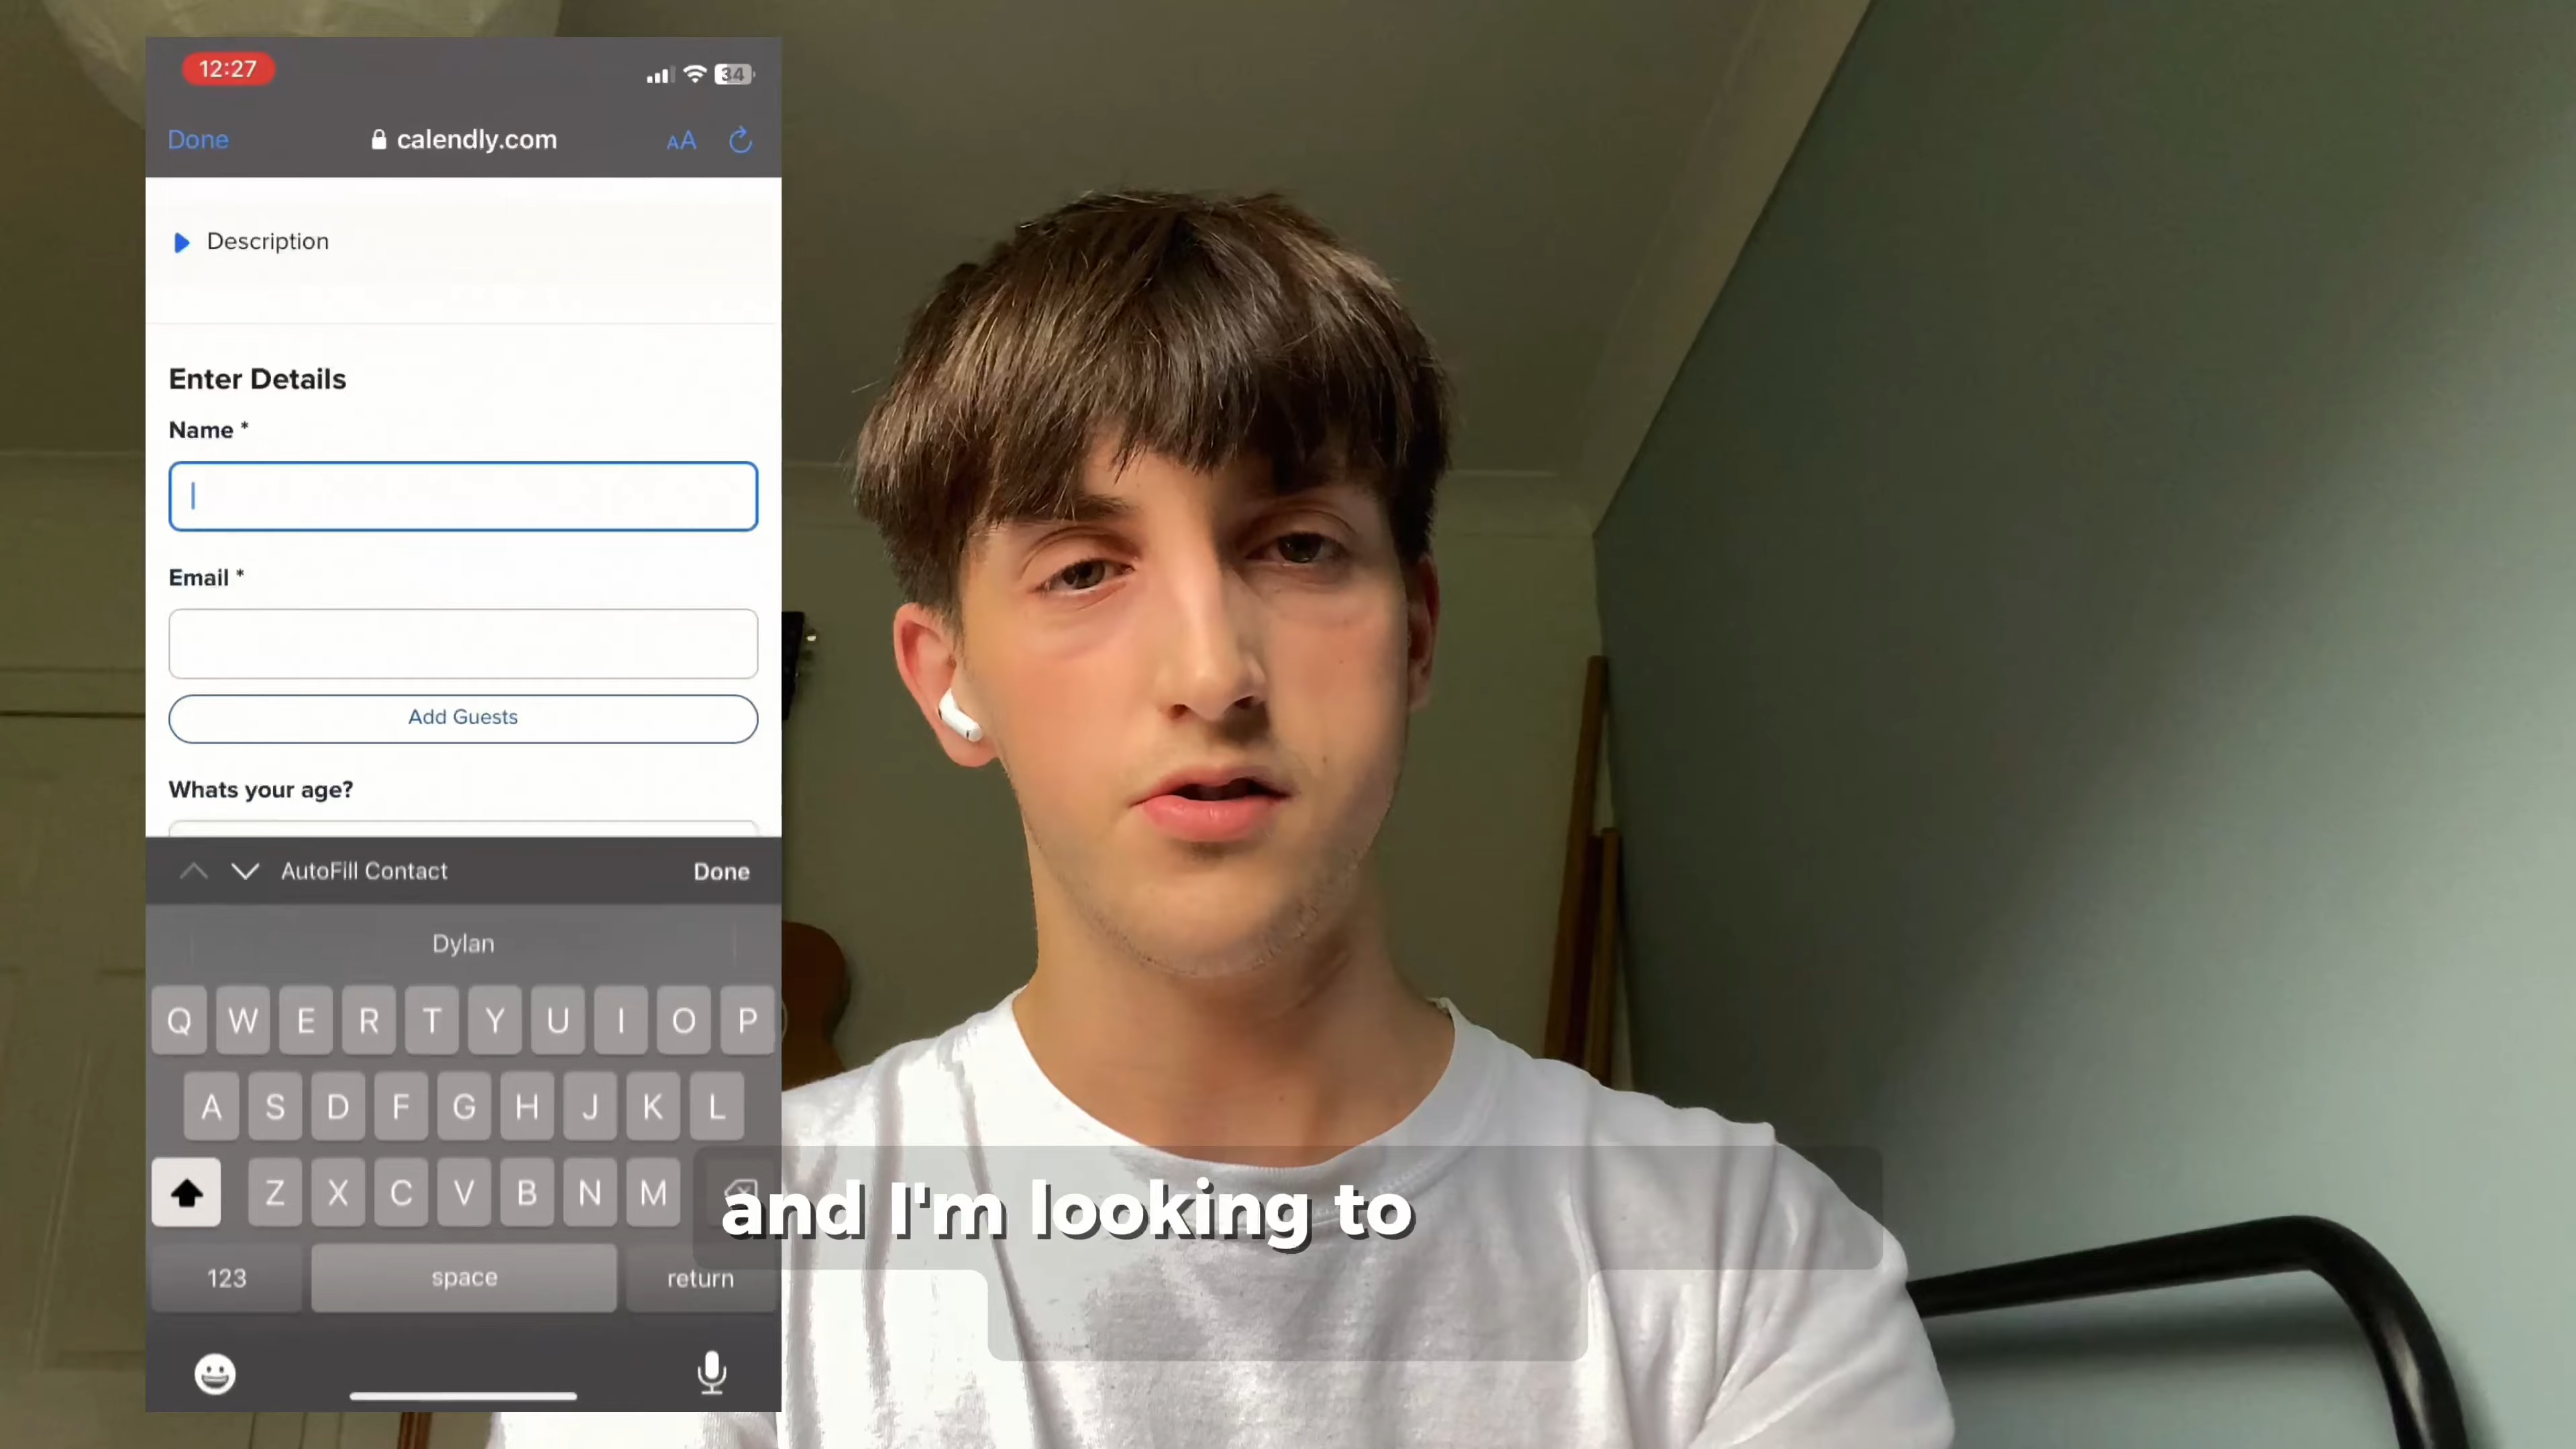 12:27
34
Done
calendly.com
AA
Description
Enter Details
Name *
Email *
Add Guests
Whats your age?
AutoFill Contact
Done
Dylan
Q W E R T Y U I O P
A S D F G H J K L
Z X C V B N M
123
space
return
and I'm looking to